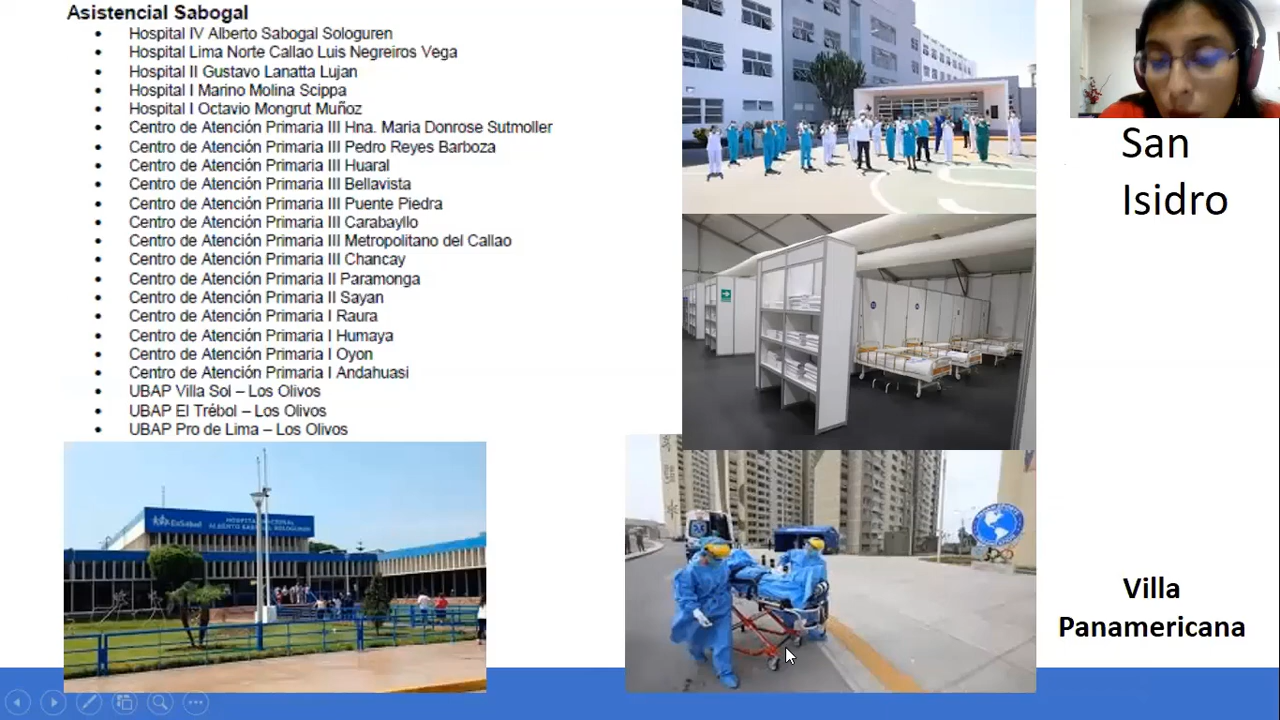 Asistencial Sabogal
Hospital IV Alberto Sabogal Sologuren
Hospital Lima Norte Callao Luis Negreiros Vega
Hospital II Gustavo Lanatta Lujan
Hospital I Marino Molina Scippa
Hospital I Octavio Mongrut Muñoz
Centro de Atención Primaria III Hna. Maria Donrose Sutmoller
Centro de Atención Primaria III Pedro Reyes Barboza
Centro de Atención Primaria III Huaral
Centro de Atención Primaria III Bellavista
Centro de Atención Primaria III Puente Piedra
Centro de Atención Primaria III Carabayllo
Centro de Atención Primaria III Metropolitano del Callao
Centro de Atención Primaria III Chancay
Centro de Atención Primaria II Paramonga
Centro de Atención Primaria II Sayan
Centro de Atención Primaria I Raura
Centro de Atención Primaria I Humaya
Centro de Atención Primaria I Oyon
Centro de Atención Primaria I Andahuasi
UBAP Villa Sol – Los Olivos
UBAP El Trébol – Los Olivos
UBAP Pro de Lima – Los Olivos
San
Isidro
EsSalud
HOSPITAL NACIONAL
ALBERTO SABOGAL SOLOGUREN
Villa
Panamericana